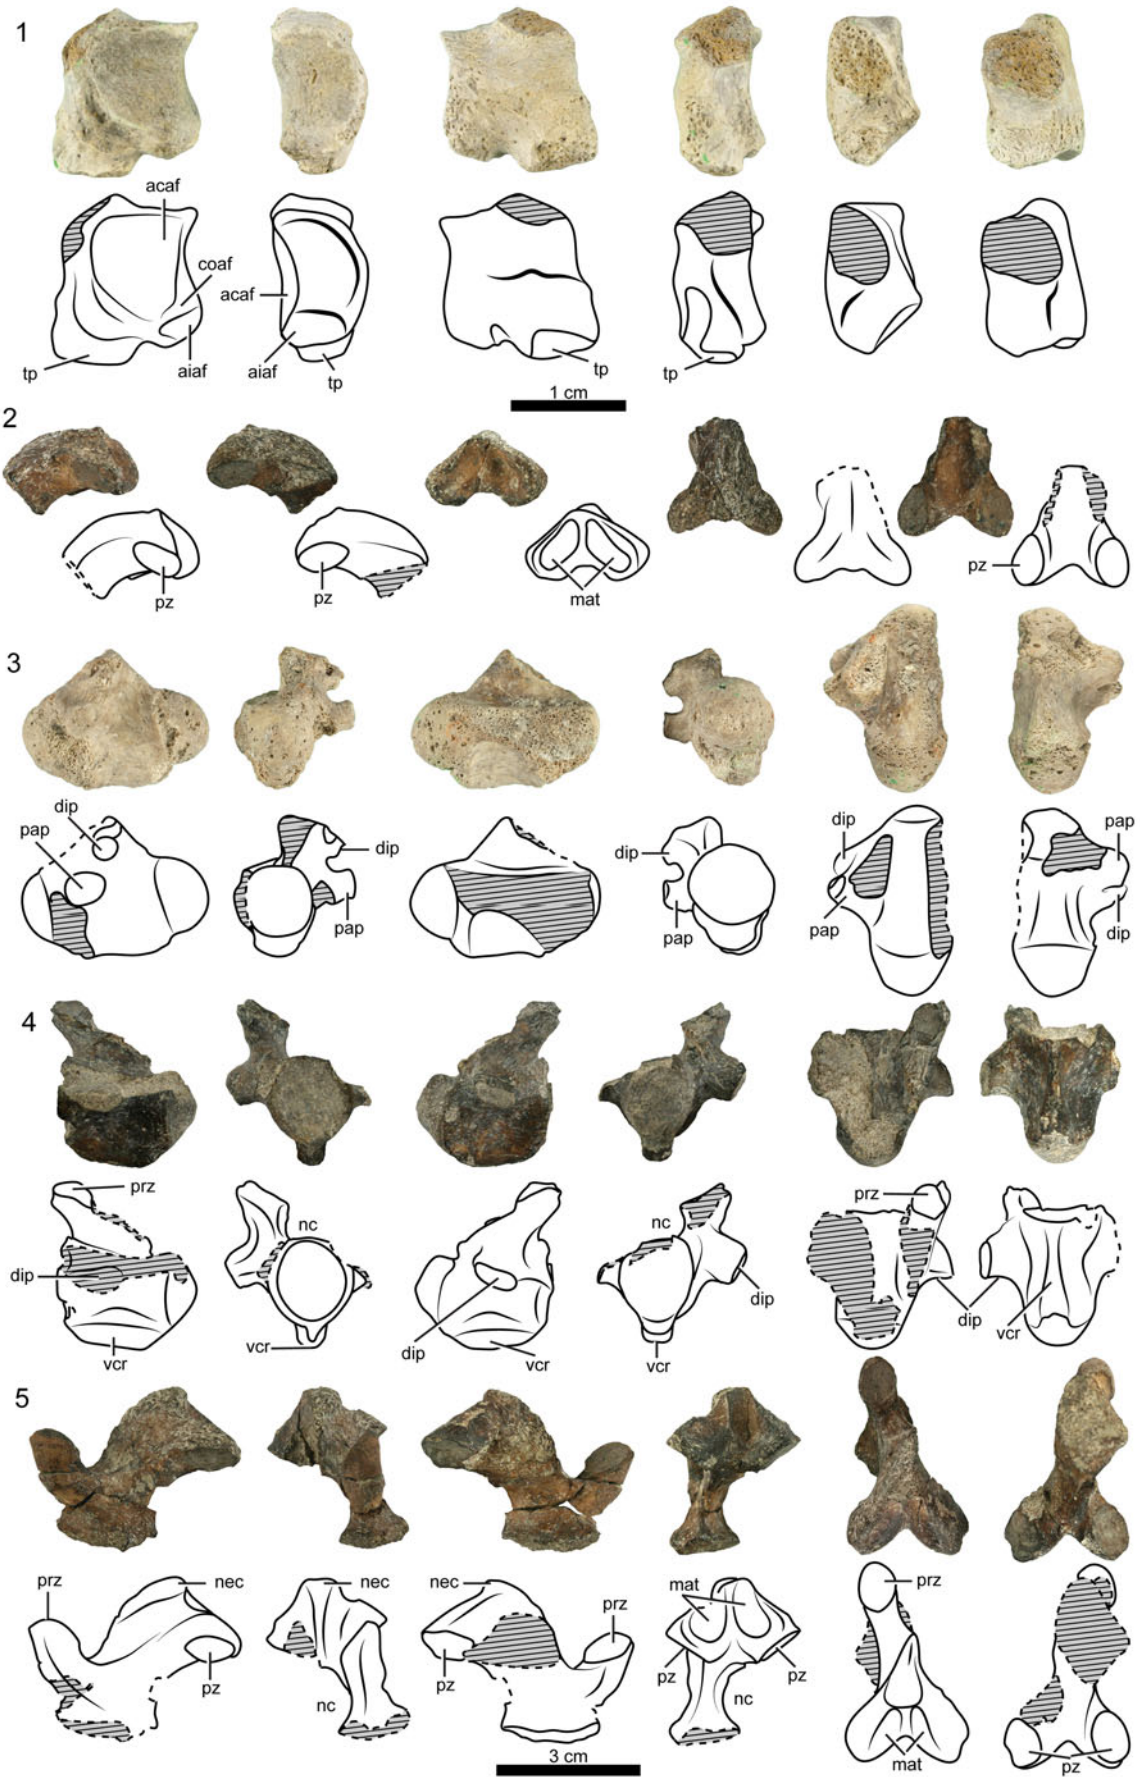 1
acaf
coaf
acaf
tp
aiaf
aiaf
tp
tp
tp
1 cm
2
pz
pz
pz
mat
3
dip
pap
dip
pap
dip
pap
dip
pap
pap
dip
4
prz
nc
nc
prz
dip
dip
dip
vcr
vcr
dip
vcr
vcr
vcr
5
prz
nec
nec
nec
prz
mat
prz
pz
nc
pz
pz
pz
nc
mat
pz
3 cm